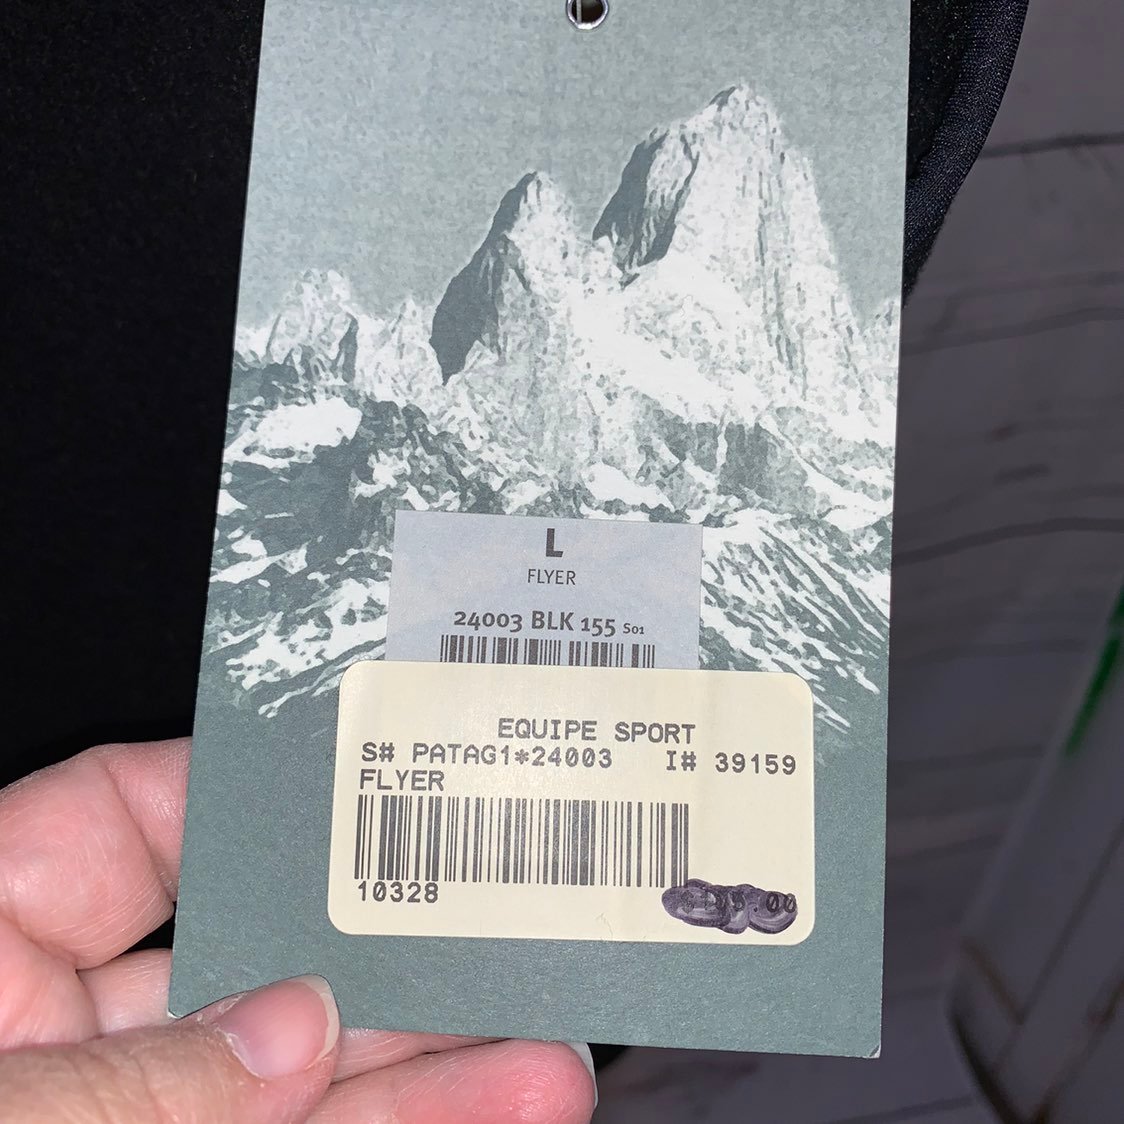 L
FLYER
24003 BLK 155 S01
EQUIPE SPORT
S# PATAG1*24003 I# 39159
FLYER
10328